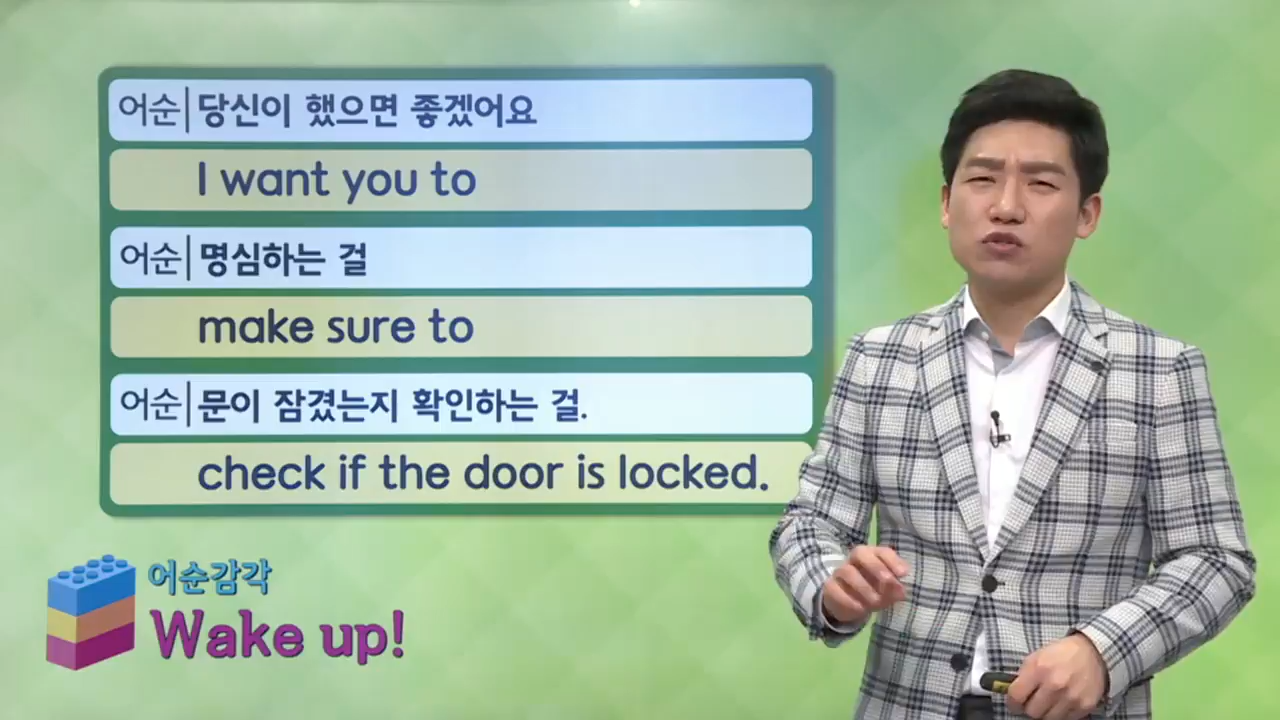 어순|당신이 했으면 좋겠어요
I want you to
어순|명심하는 걸
make sure to
어순|문이 잠겼는지 확인하는 걸.
check if the door is locked.
어순감각
Wake up!